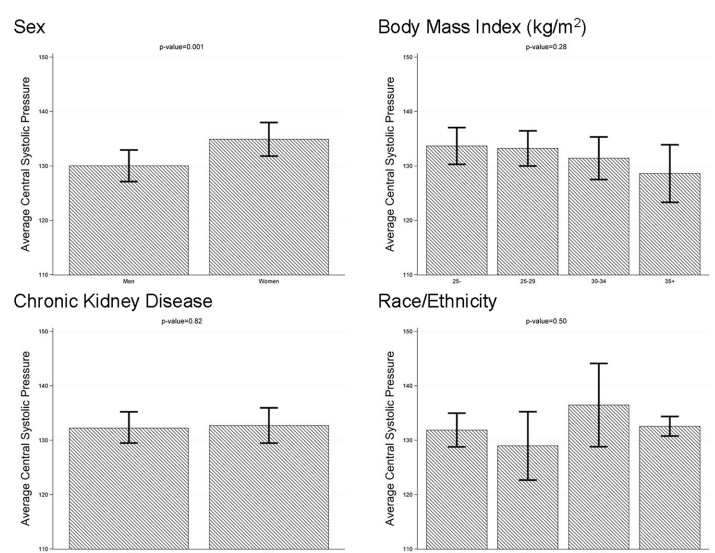 Sex
p-value=0.001
Average Central Systolic Pressure
150
140
130
120
110
Men
Women
Body Mass Index (kg/m²)
p-value=0.28
Average Central Systolic Pressure
150
140
130
120
110
25-
25-29
30-34
35+
Chronic Kidney Disease
p-value=0.82
Average Central Systolic Pressure
150
140
130
120
110
Race/Ethnicity
p-value=0.50
Average Central Systolic Pressure
150
140
130
120
110